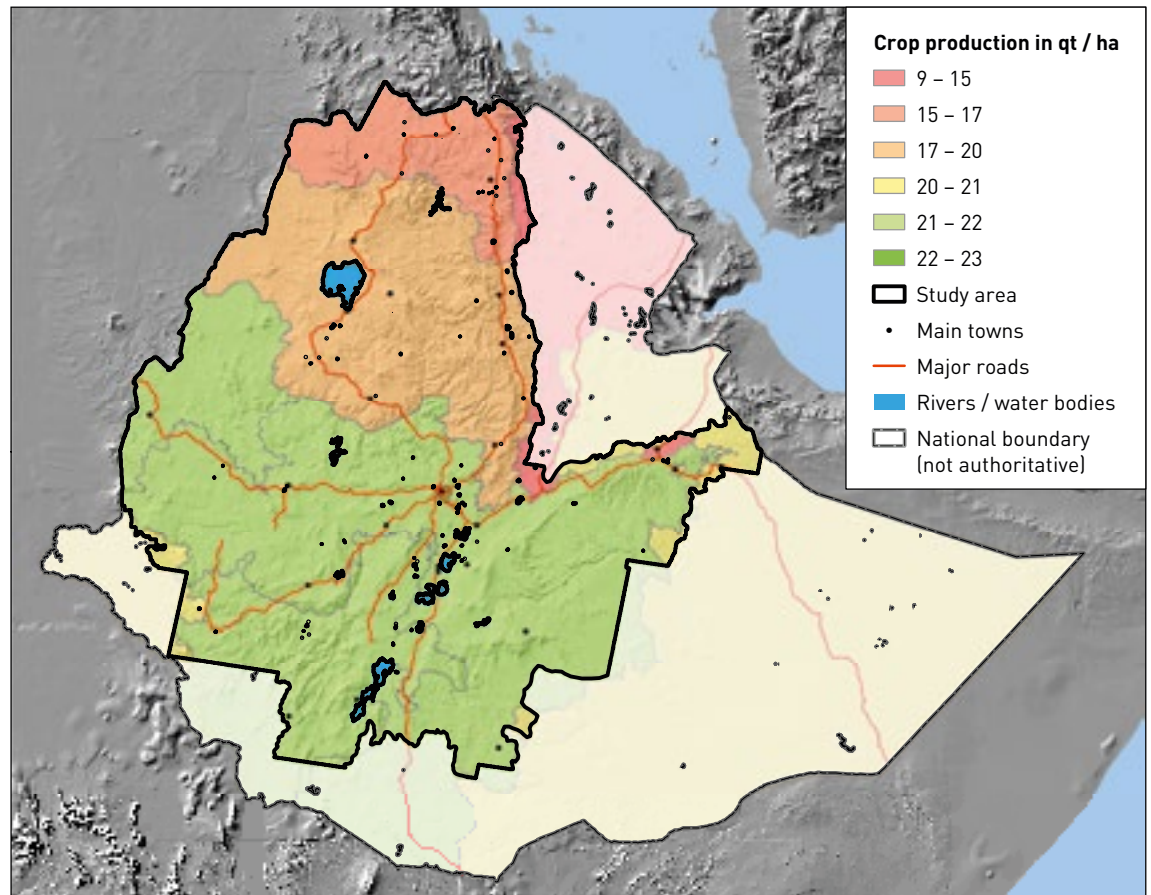 Crop production in qt / ha
9 – 15
15 – 17
17 – 20
20 – 21
21 – 22
22 – 23
Study area
Main towns
Major roads
Rivers / water bodies
National boundary
(not authoritative)